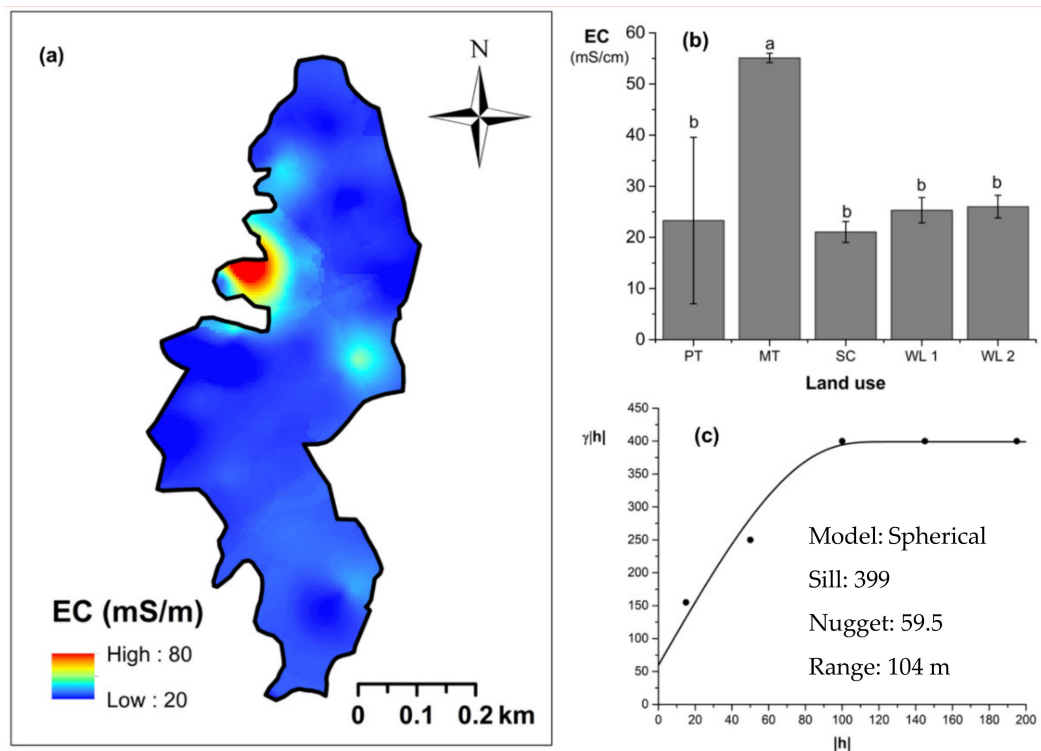 (a)
N
EC (mS/m)
High : 80
Low : 20
0 0.1 0.2 km
EC
(mS/cm)
(b)
60
50
40
30
20
10
0
b
a
b
b
b
PT MT SC WL 1 WL 2
Land use
γ|h|
(c)
450
400
350
300
250
200
150
100
50
0
Model: Spherical
Sill: 399
Nugget: 59.5
Range: 104 m
0 20 40 60 80 100 120 140 160 180 200
|h|